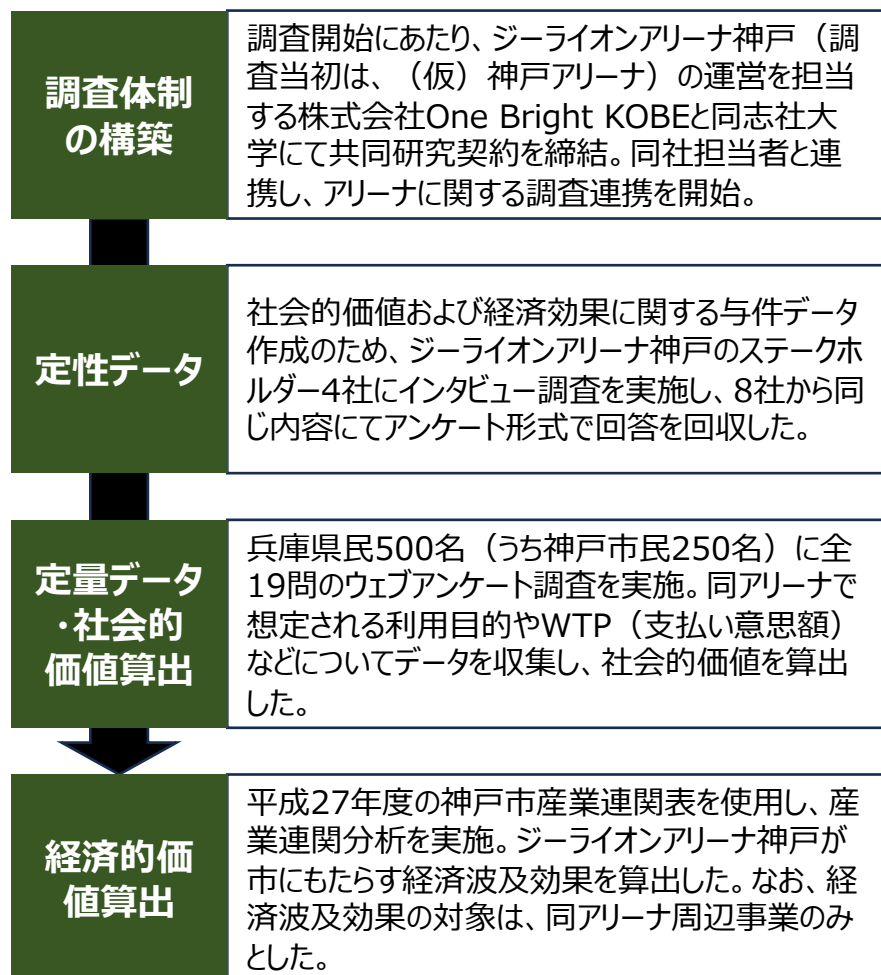 調査体制
の構築
調査開始にあたり、ジーライオンアリーナ神戸（調
査当初は、（仮）神戸アリーナ）の運営を担当
する株式会社One Bright KOBEと同志社大
学にて共同研究契約を締結。同社担当者と連
携し、アリーナに関する調査連携を開始。
定性データ
社会的価値および経済効果に関する与件データ
作成のため、ジーライオンアリーナ神戸のステークホ
ルダー4社にインタビュー調査を実施し、8社から同
じ内容にてアンケート形式で回答を回収した。
定量データ
・社会的
価値算出
兵庫県民500名（うち神戸市民250名）に全
19問のウェブアンケート調査を実施。同アリーナで
想定される利用目的やWTP（支払い意思額）
などについてデータを収集し、社会的価値を算出
した。
経済的価
値算出
平成27年度の神戸市産業連関表を使用し、産
業連関分析を実施。ジーライオンアリーナ神戸が
市にもたらす経済波及効果を算出した。なお、経
済波及効果の対象は、同アリーナ周辺事業のみ
とした。